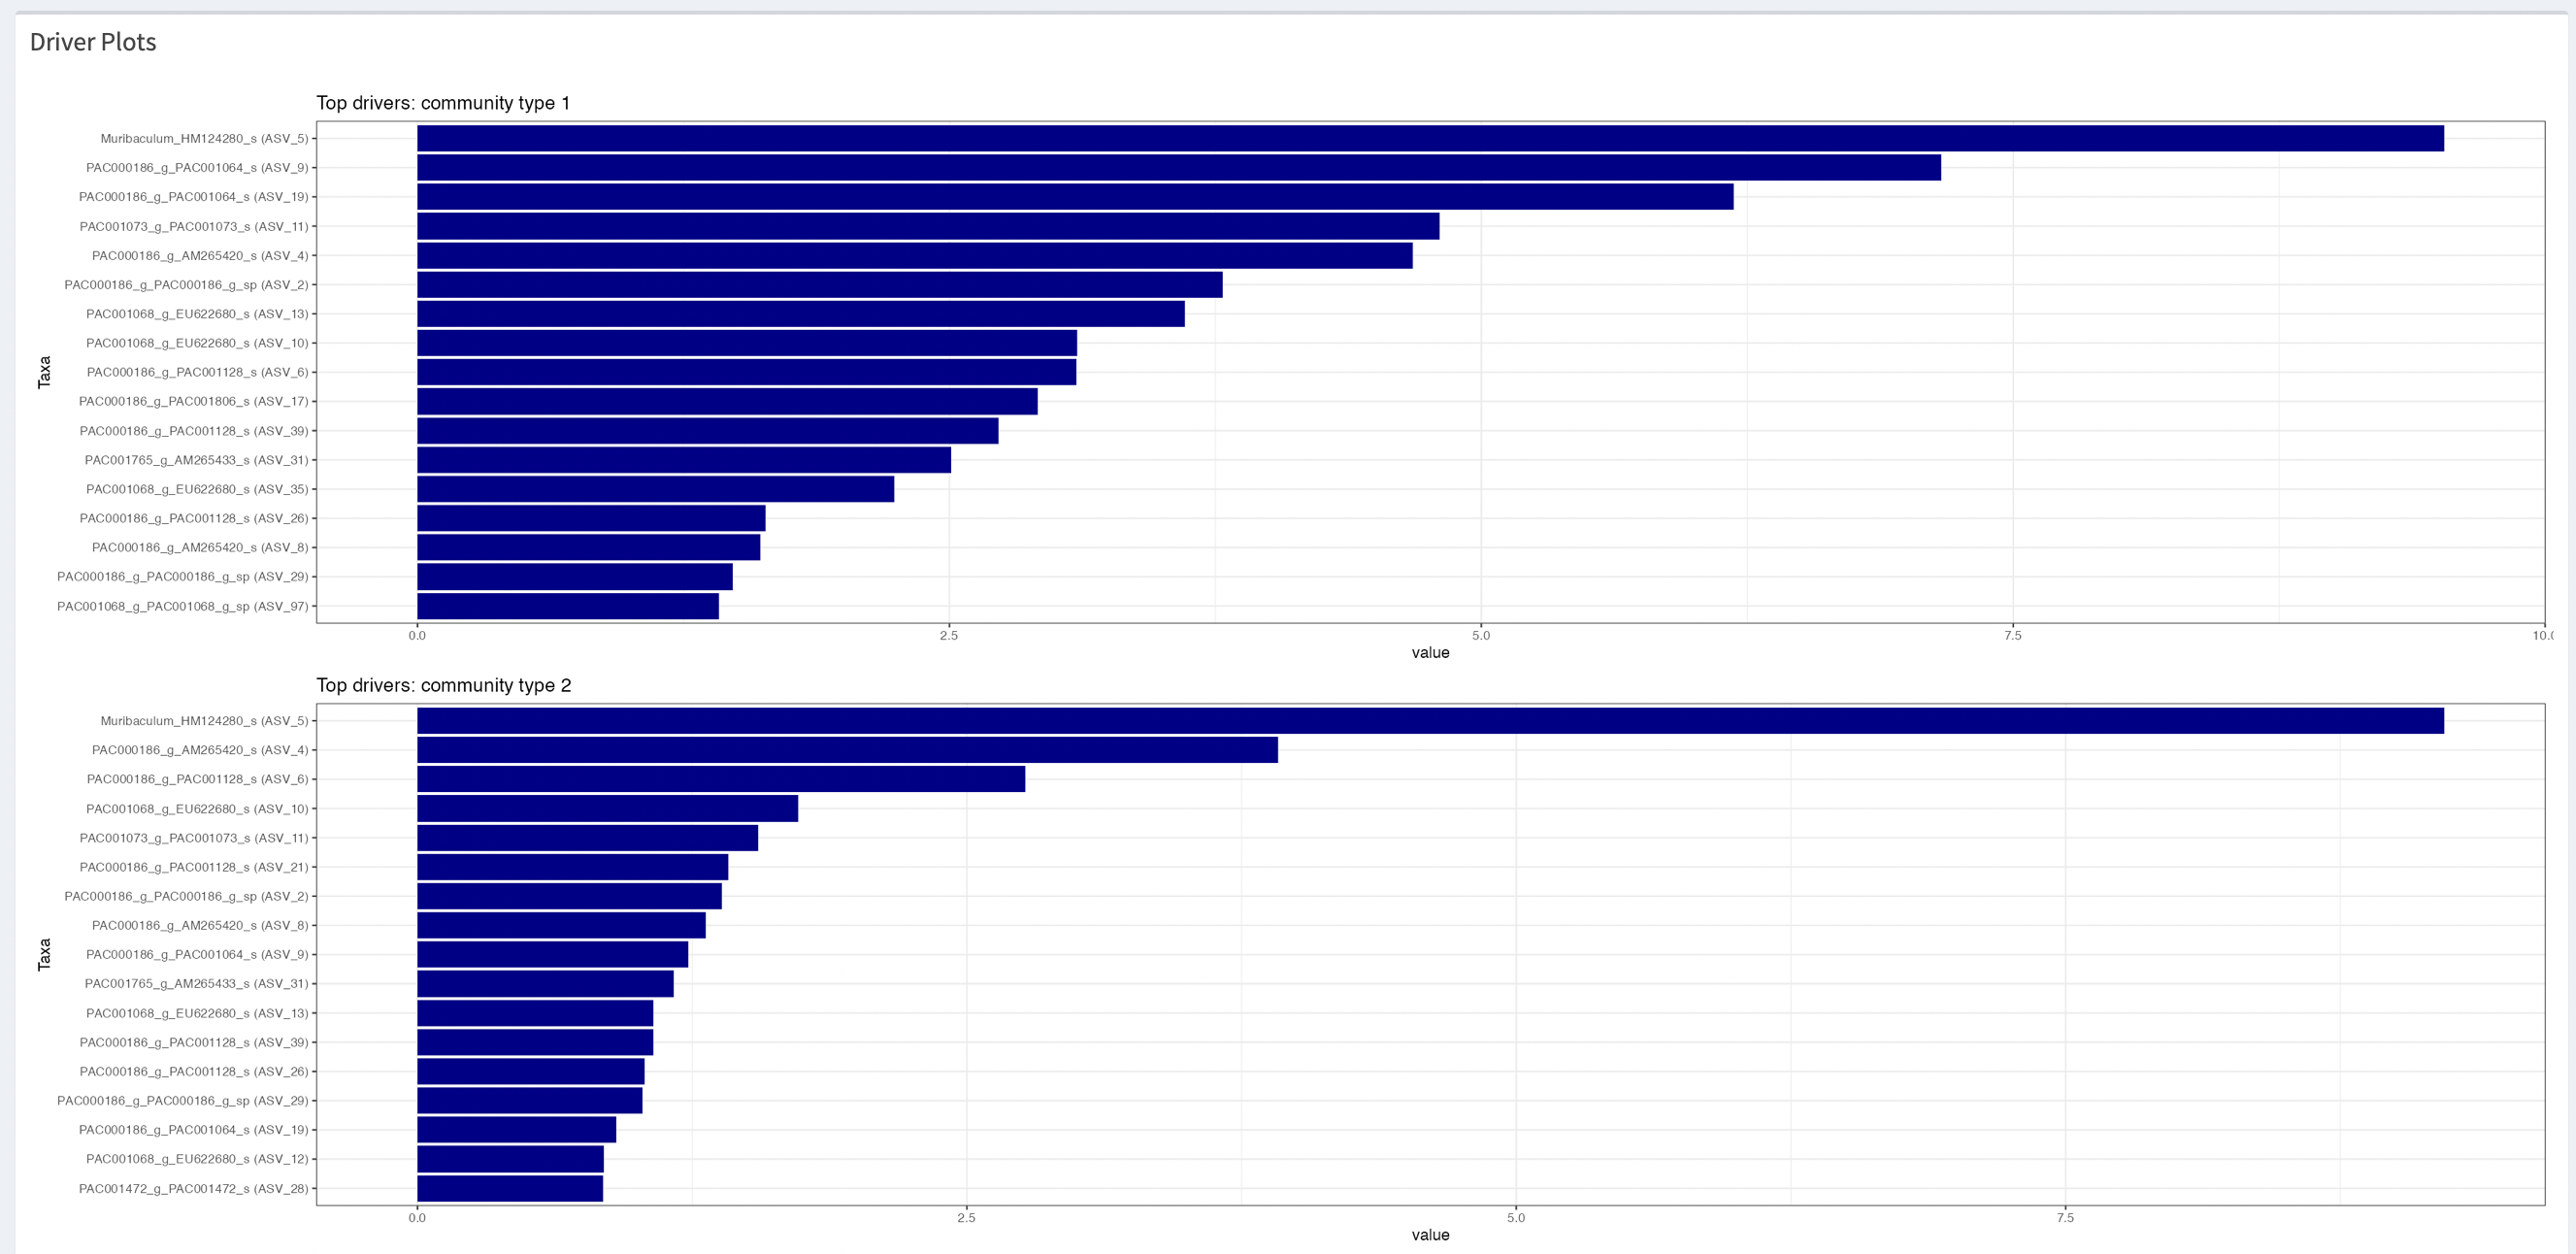 Driver Plots
Top drivers: community type 1
Taxa
Muribaculum_HM124280_s (ASV_5)
PAC000186_g_PAC001064_s (ASV_9)
PAC000186_g_PAC001064_s (ASV_19)
PAC001073_g_PAC001073_s (ASV_11)
PAC000186_g_AM265420_s (ASV_4)
PAC000186_g_PAC000186_g_sp (ASV_2)
PAC001068_g_EU622680_s (ASV_13)
PAC001068_g_EU622680_s (ASV_10)
PAC000186_g_PAC001128_s (ASV_6)
PAC000186_g_PAC001806_s (ASV_17)
PAC000186_g_PAC001128_s (ASV_39)
PAC001765_g_AM265433_s (ASV_31)
PAC001068_g_EU622680_s (ASV_35)
PAC000186_g_PAC001128_s (ASV_26)
PAC000186_g_AM265420_s (ASV_8)
PAC000186_g_PAC000186_g_sp (ASV_29)
PAC001068_g_PAC001068_g_sp (ASV_97)
0.0 2.5 5.0 7.5 10.0
value
Top drivers: community type 2
Taxa
Muribaculum_HM124280_s (ASV_5)
PAC000186_g_AM265420_s (ASV_4)
PAC000186_g_PAC001128_s (ASV_6)
PAC001068_g_EU622680_s (ASV_10)
PAC001073_g_PAC001073_s (ASV_11)
PAC000186_g_PAC001128_s (ASV_21)
PAC000186_g_PAC000186_g_sp (ASV_2)
PAC000186_g_AM265420_s (ASV_8)
PAC000186_g_PAC001064_s (ASV_9)
PAC001765_g_AM265433_s (ASV_31)
PAC001068_g_EU622680_s (ASV_13)
PAC000186_g_PAC001128_s (ASV_39)
PAC000186_g_PAC001128_s (ASV_26)
PAC000186_g_PAC000186_g_sp (ASV_29)
PAC000186_g_PAC001064_s (ASV_19)
PAC001068_g_EU622680_s (ASV_12)
PAC001472_g_PAC001472_s (ASV_28)
0.0 2.5 5.0 7.5
value